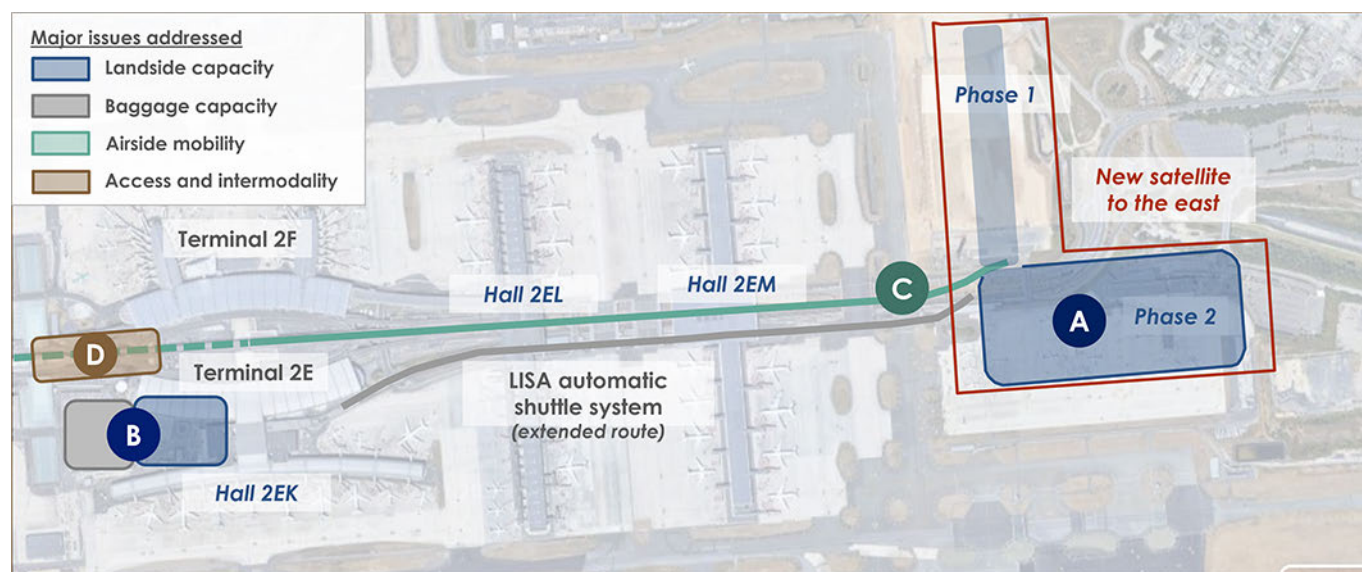 Major issues addressed
Landside capacity
Baggage capacity
Airside mobility
Access and intermodality
Phase 1
New satellite
to the east
Terminal 2F
Hall 2EL
Hall 2EM
C
A
Phase 2
D
Terminal 2E
LISA automatic
shuttle system
(extended route)
B
Hall 2EK